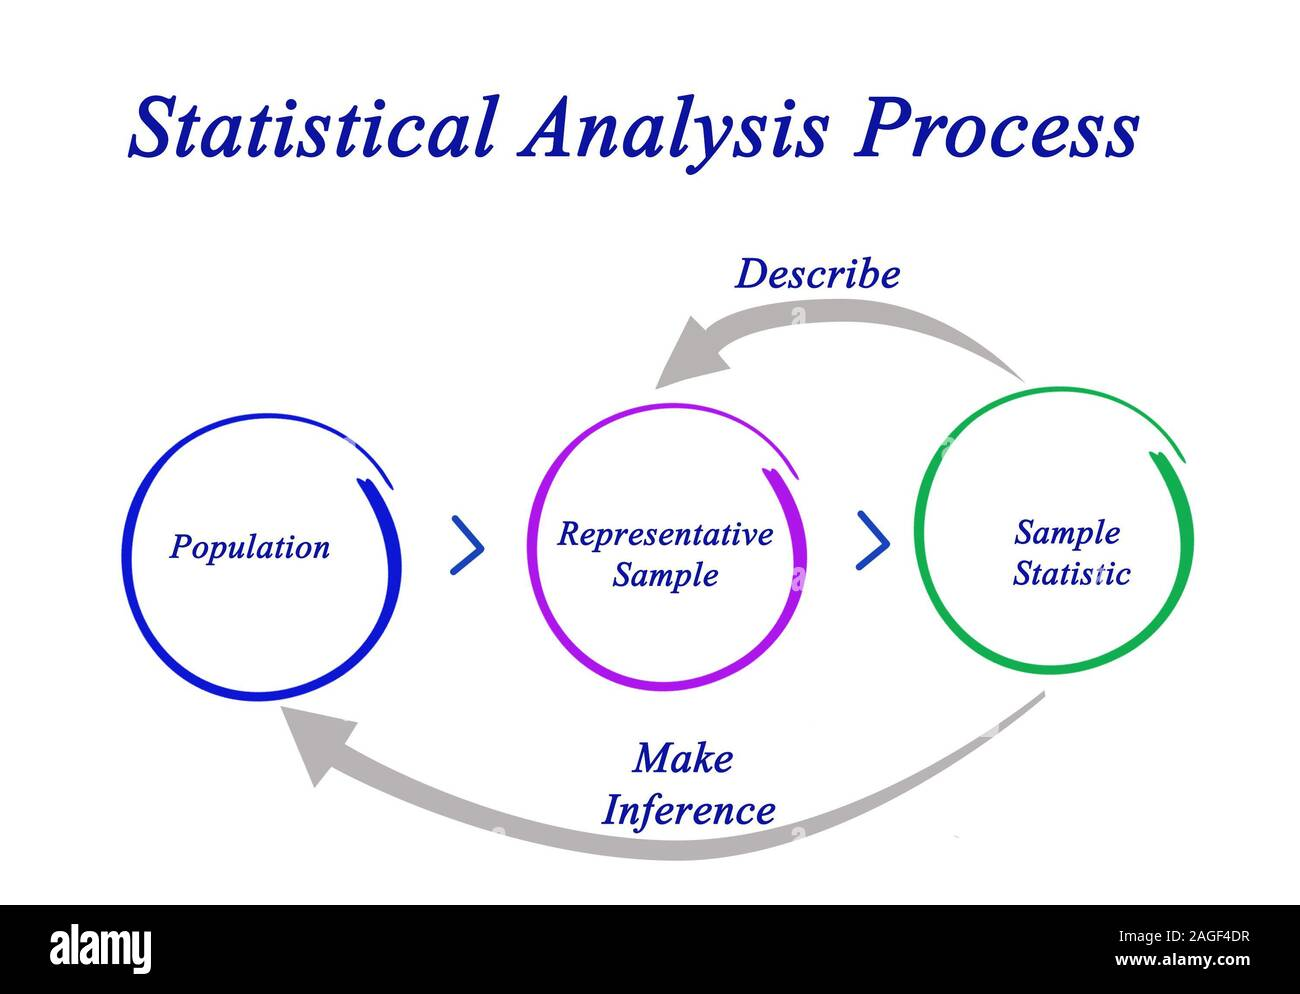 Statistical Analysis Process
Describe
Population
Representative
Sample
Sample
Statistic
Make
Inference
a
a
a
alamy
Image ID: 2AGF4DR
www.alamy.com